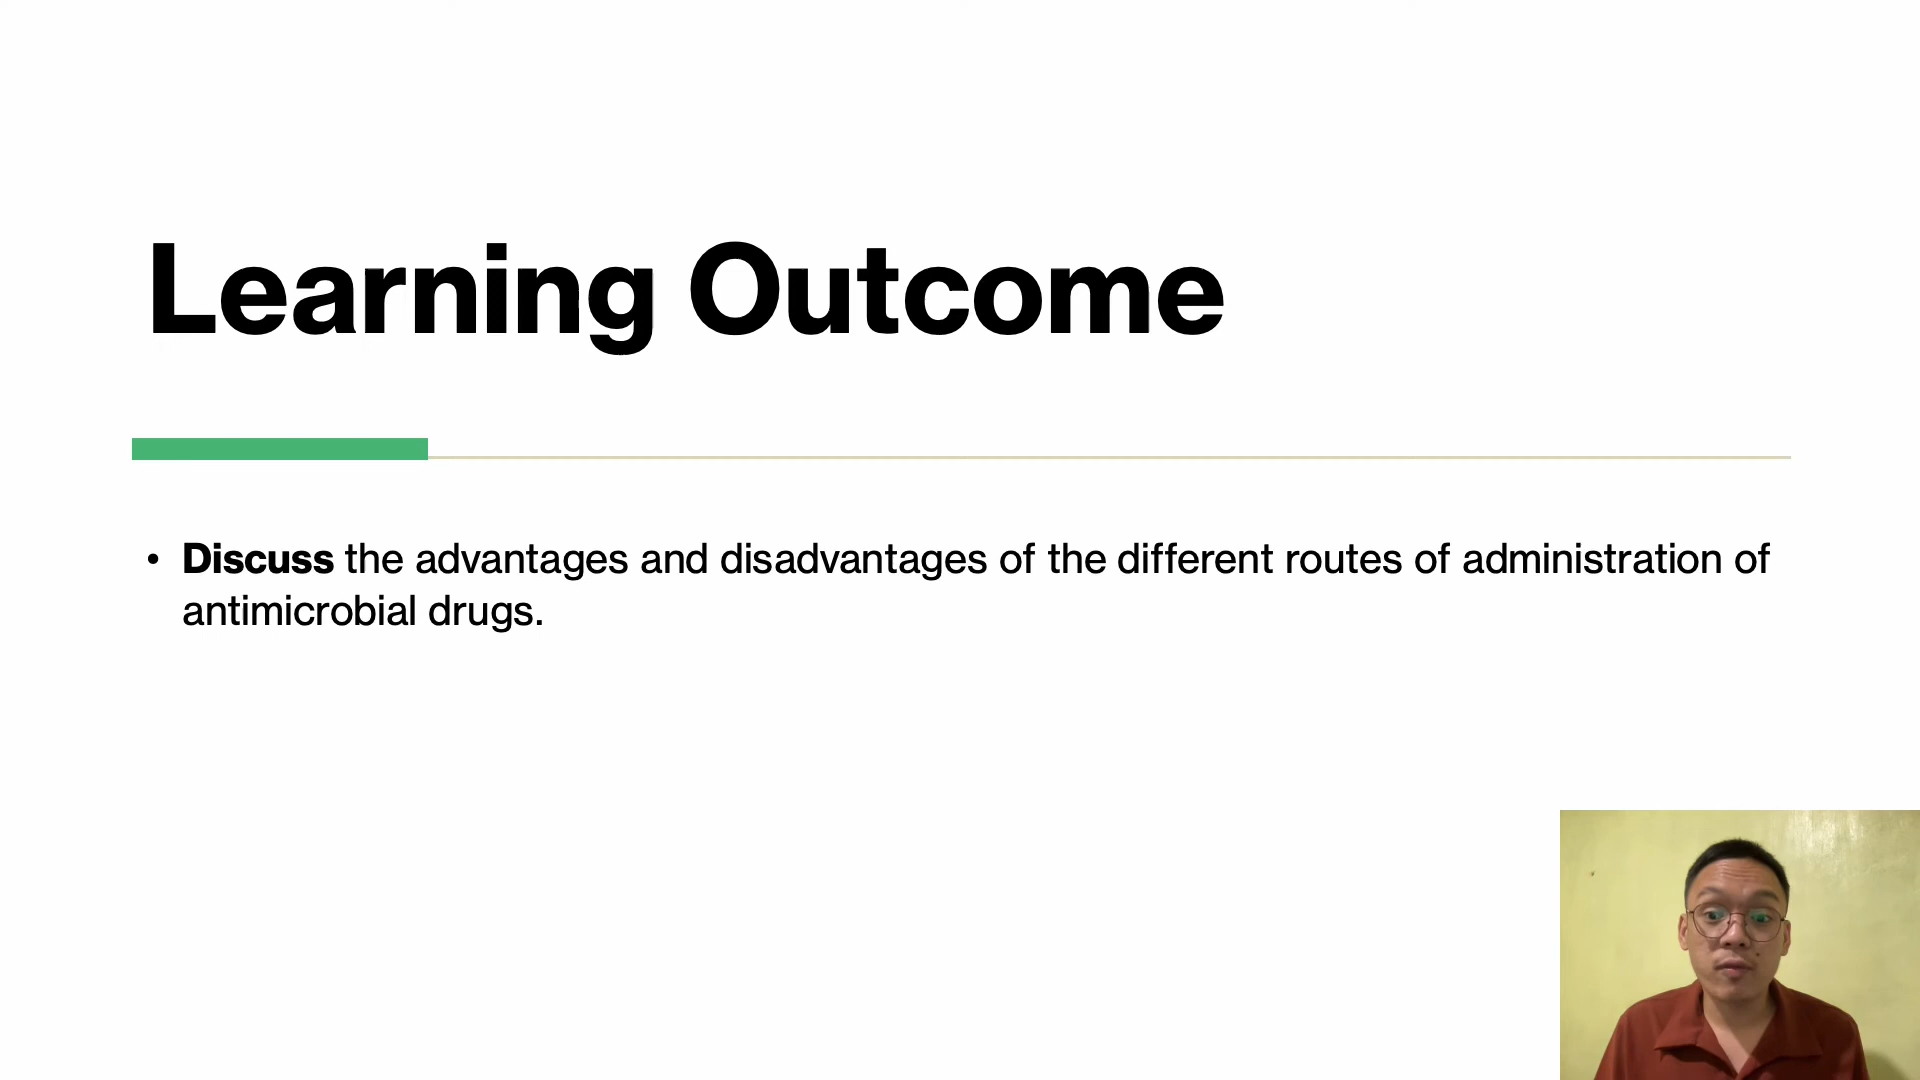 Learning Outcome
• Discuss the advantages and disadvantages of the different routes of administration of
antimicrobial drugs.